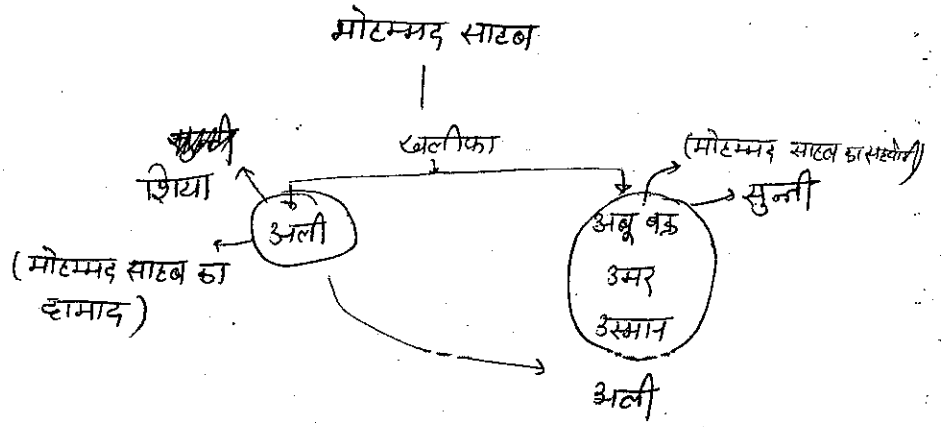 मोहम्मद साहब
खलीफा
(मोहम्मद साहब का सहयोगी)
शिया
सुन्नी
अली
अबू बक्र
(मोहम्मद साहब का
दामाद)
उमर
उस्मान
अली